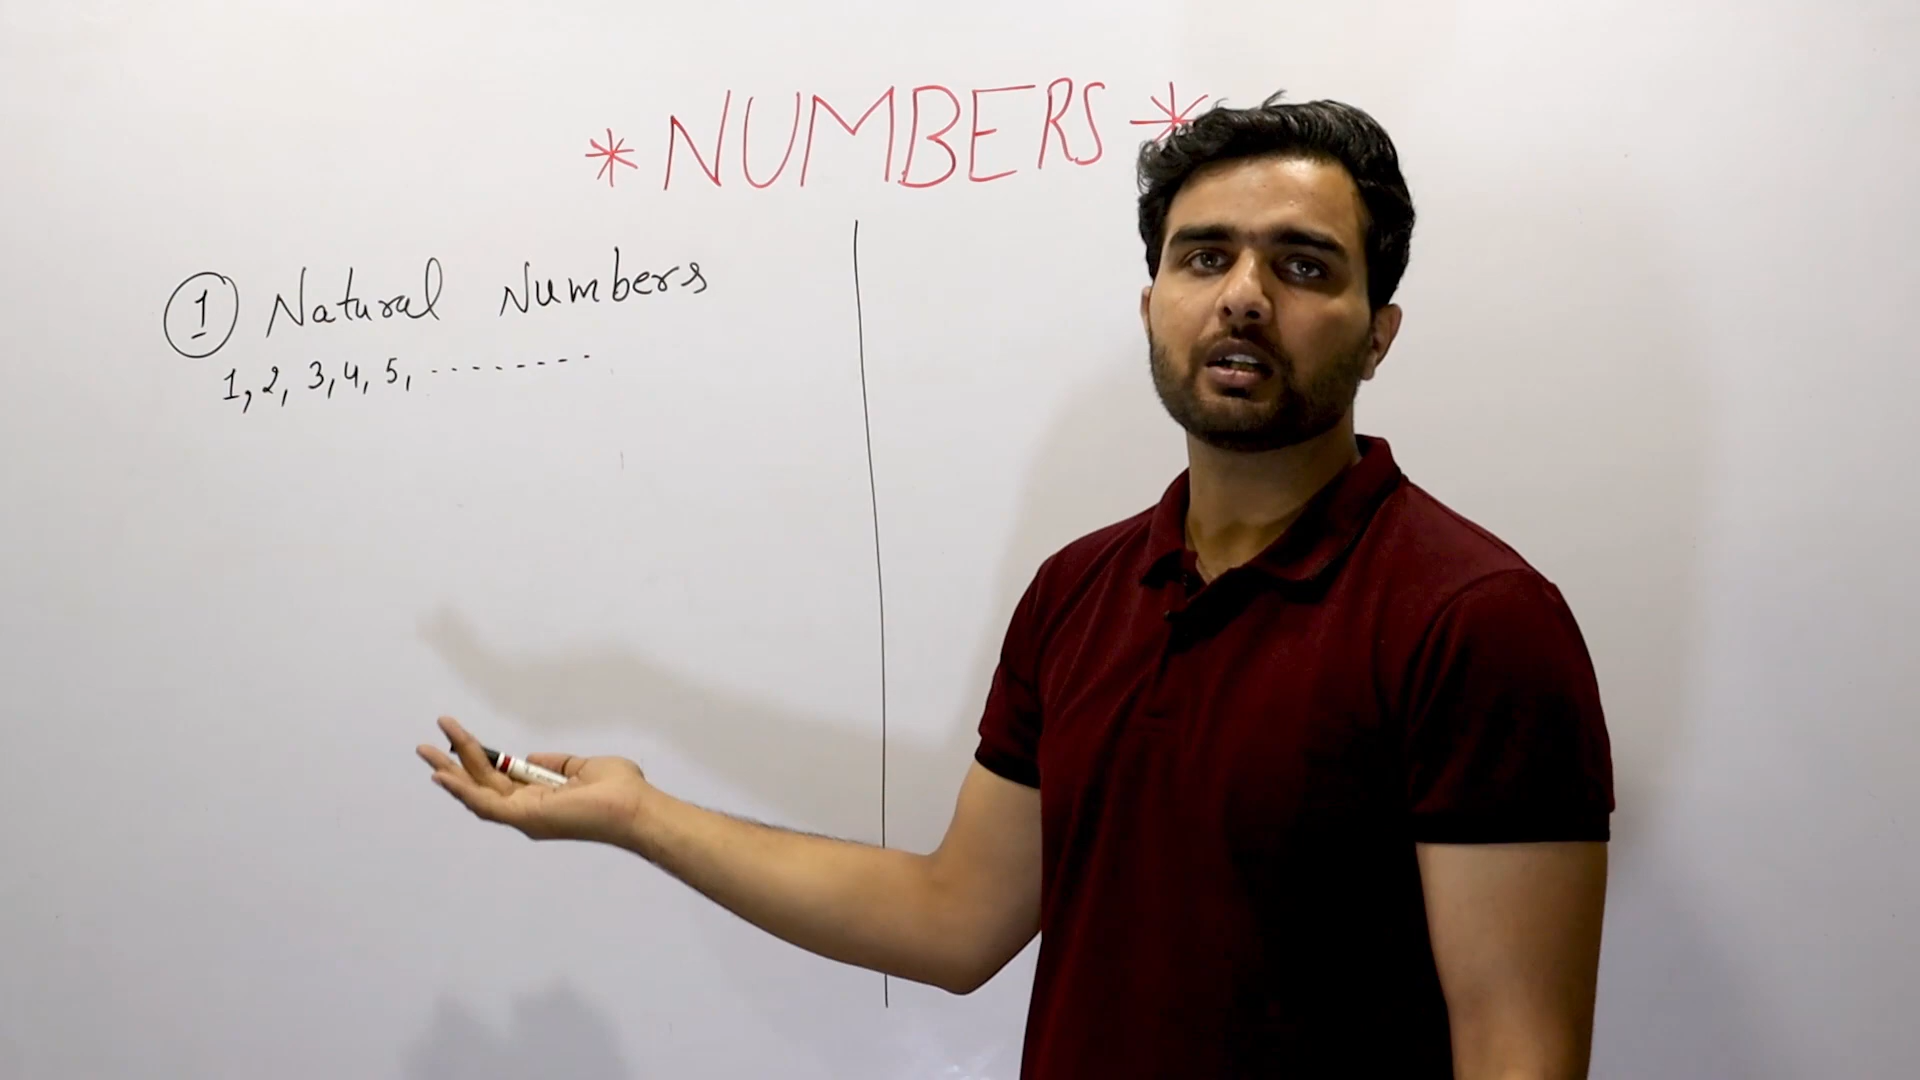 * NUMBERS *
1 Natural Numbers
1, 2, 3, 4, 5, ---------